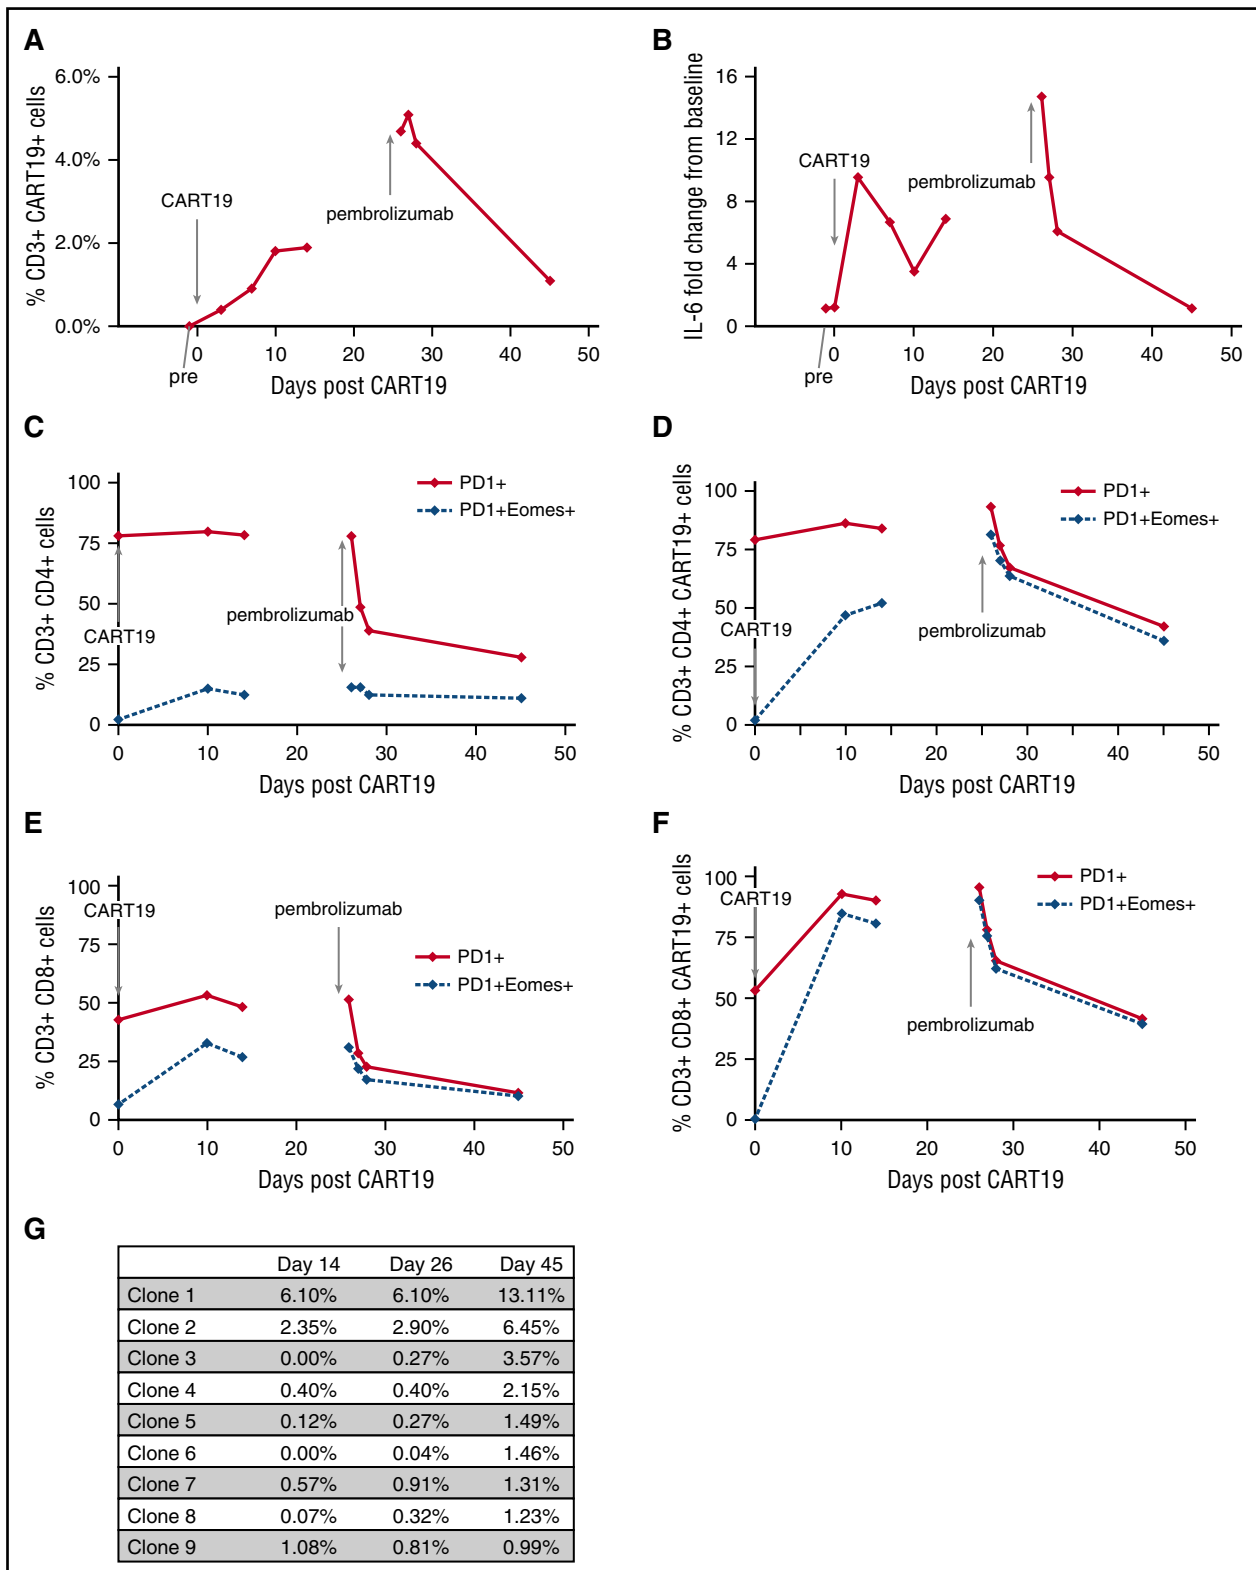 A
% CD3+ CART19+ cells
6.0%
4.0%
2.0%
0.0%
CART19
pembrolizumab
pre
0 10 20 30 40 50
Days post CART19
B
IL-6 fold change from baseline
16
12
8
4
0
CART19
pembrolizumab
pre
0 10 20 30 40 50
Days post CART19
C
% CD3+ CD4+ cells
100
75
50
25
0
PD1+
PD1+Eomes+
pembrolizumab
CART19
0 10 20 30 40 50
Days post CART19
D
% CD3+ CD4+ CART19+ cells
100
75
50
25
0
PD1+
PD1+Eomes+
CART19
pembrolizumab
0 10 20 30 40 50
Days post CART19
E
% CD3+ CD8+ cells
100
75
50
25
0
CART19
pembrolizumab
PD1+
PD1+Eomes+
0 10 20 30 40 50
Days post CART19
F
% CD3+ CD8+ CART19+ cells
100
75
50
25
0
CART19
PD1+
PD1+Eomes+
pembrolizumab
0 10 20 30 40 50
Days post CART19
G
Day 14 Day 26 Day 45
Clone 1 6.10% 6.10% 13.11%
Clone 2 2.35% 2.90% 6.45%
Clone 3 0.00% 0.27% 3.57%
Clone 4 0.40% 0.40% 2.15%
Clone 5 0.12% 0.27% 1.49%
Clone 6 0.00% 0.04% 1.46%
Clone 7 0.57% 0.91% 1.31%
Clone 8 0.07% 0.32% 1.23%
Clone 9 1.08% 0.81% 0.99%